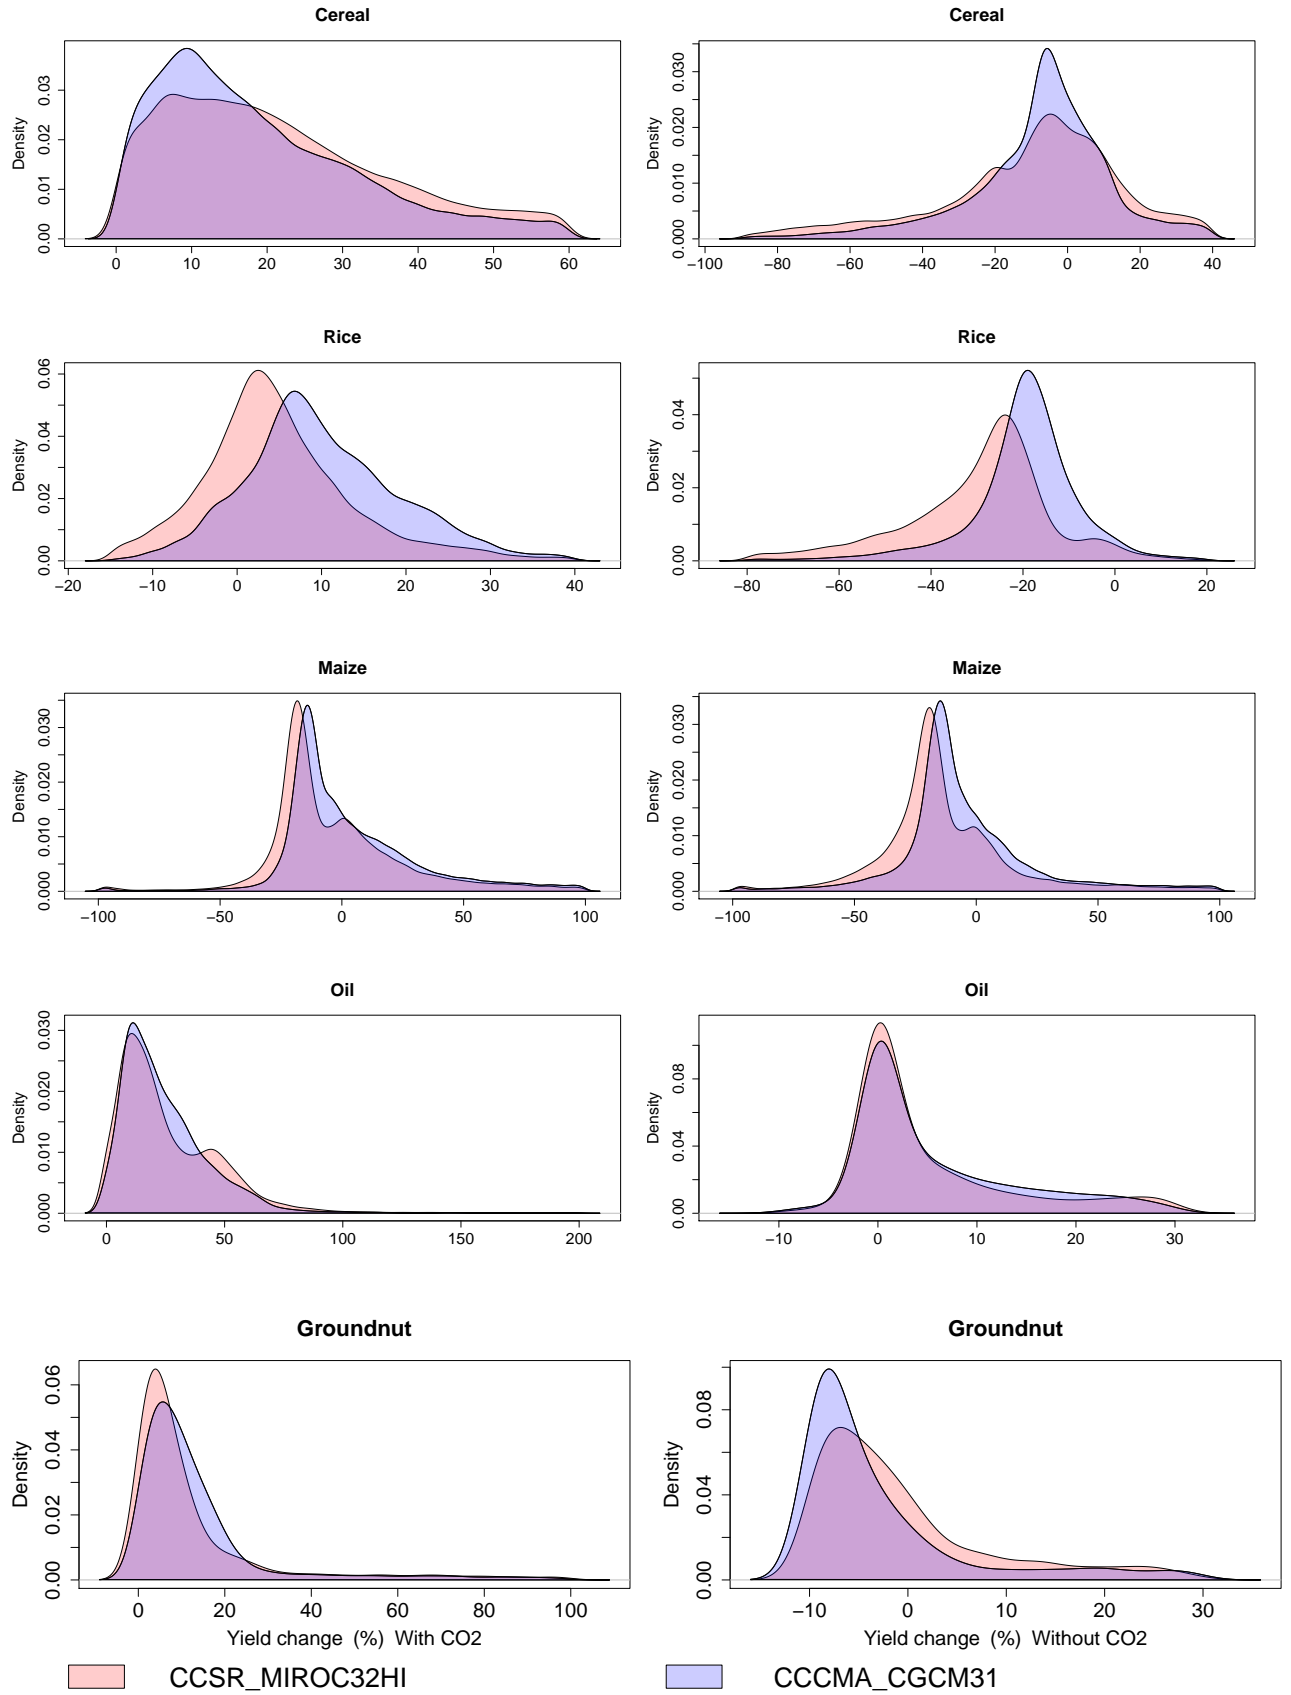 Cereal Cereal
Density 0.00 0.01 0.02 0.03
0 10 20 30 40 50 60
Density 0.000 0.010 0.020 0.030
−100 −80 −60 −40 −20 0 20 40
Rice Rice
Density 0.00 0.02 0.04 0.06
−20 −10 0 10 20 30 40
Density 0.00 0.02 0.04
−80 −60 −40 −20 0 20
Maize Maize
Density 0.000 0.010 0.020 0.030
−100 −50 0 50 100
Density 0.000 0.010 0.020 0.030
−100 −50 0 50 100
Oil Oil
Density 0.000 0.010 0.020 0.030
0 50 100 150 200
Density 0.00 0.04 0.08
−10 0 10 20 30
Groundnut Groundnut
Density 0.00 0.02 0.04 0.06
0 20 40 60 80 100
Yield change (%) With CO2
Density 0.00 0.04 0.08
−10 0 10 20 30
Yield change (%) Without CO2
CCSR_MIROC32HI CCCMA_CGCM31